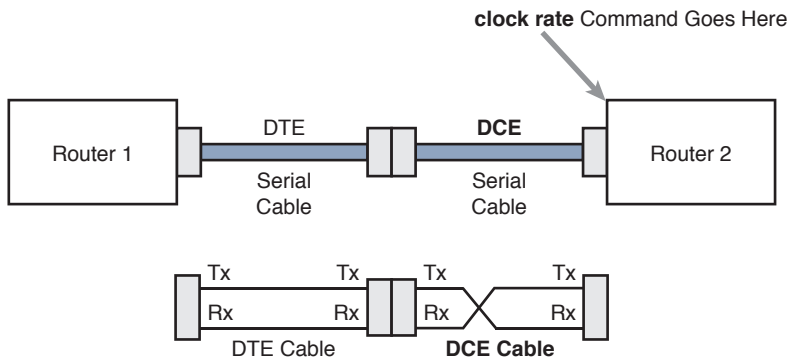 clock rate Command Goes Here
Router 1
DTE
Serial
Cable
DCE
Serial
Cable
Router 2
Tx Tx Tx Tx
Rx Rx Rx Rx
DTE Cable DCE Cable